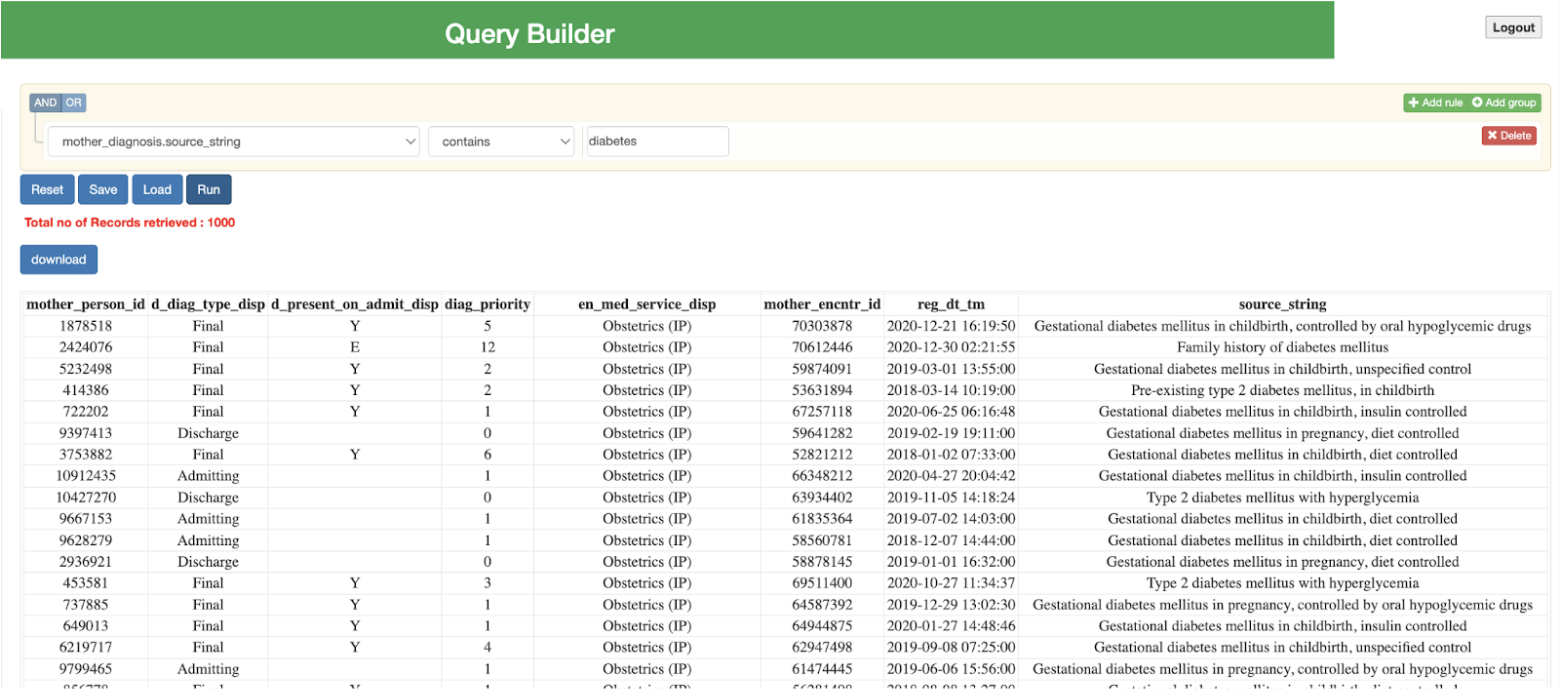 Query Builder
Logout
AND OR
+ Add rule Add group
mother_diagnosis.source_string contains diabetes
Delete
Reset Save Load Run
Total no of Records retrieved : 1000
download
mother_person_id d_diag_type_disp d_present_on_admit_disp diag_priority en_med_service_disp mother_encntr_id reg_dt_tm source_string
1878518 Final Y 5 Obstetrics (IP) 70303878 2020-12-21 16:19:50 Gestational diabetes mellitus in childbirth, controlled by oral hypoglycemic drugs
2424076 Final E 12 Obstetrics (IP) 70612446 2020-12-30 02:21:55 Family history of diabetes mellitus
5232498 Final Y 2 Obstetrics (IP) 59874091 2019-03-01 13:55:00 Gestational diabetes mellitus in childbirth, unspecified control
414386 Final Y 2 Obstetrics (IP) 53631894 2018-03-14 10:19:00 Pre-existing type 2 diabetes mellitus, in childbirth
722202 Final Y 1 Obstetrics (IP) 67257118 2020-06-25 06:16:48 Gestational diabetes mellitus in childbirth, insulin controlled
9397413 Discharge 0 Obstetrics (IP) 59641282 2019-02-19 19:11:00 Gestational diabetes mellitus in pregnancy, diet controlled
3753882 Final Y 6 Obstetrics (IP) 52821212 2018-01-02 07:33:00 Gestational diabetes mellitus in childbirth, diet controlled
10912435 Admitting 1 Obstetrics (IP) 66348212 2020-04-27 20:04:42 Gestational diabetes mellitus in childbirth, insulin controlled
10427270 Discharge 0 Obstetrics (IP) 63934402 2019-11-05 14:18:24 Type 2 diabetes mellitus with hyperglycemia
9667153 Admitting 1 Obstetrics (IP) 61835364 2019-07-02 14:03:00 Gestational diabetes mellitus in childbirth, diet controlled
9628279 Admitting 1 Obstetrics (IP) 58560781 2018-12-07 14:44:00 Gestational diabetes mellitus in childbirth, diet controlled
2936921 Discharge 0 Obstetrics (IP) 58878145 2019-01-01 16:32:00 Gestational diabetes mellitus in pregnancy, diet controlled
453581 Final Y 3 Obstetrics (IP) 69511400 2020-10-27 11:34:37 Type 2 diabetes mellitus with hyperglycemia
737885 Final Y 1 Obstetrics (IP) 64587392 2019-12-29 13:02:30 Gestational diabetes mellitus in pregnancy, controlled by oral hypoglycemic drugs
649013 Final Y 1 Obstetrics (IP) 64944875 2020-01-27 14:48:46 Gestational diabetes mellitus in childbirth, insulin controlled
6219717 Final Y 4 Obstetrics (IP) 62947498 2019-09-08 07:25:00 Gestational diabetes mellitus in childbirth, unspecified control
9799465 Admitting 1 Obstetrics (IP) 61474445 2019-06-06 15:56:00 Gestational diabetes mellitus in pregnancy, controlled by oral hypoglycemic drugs